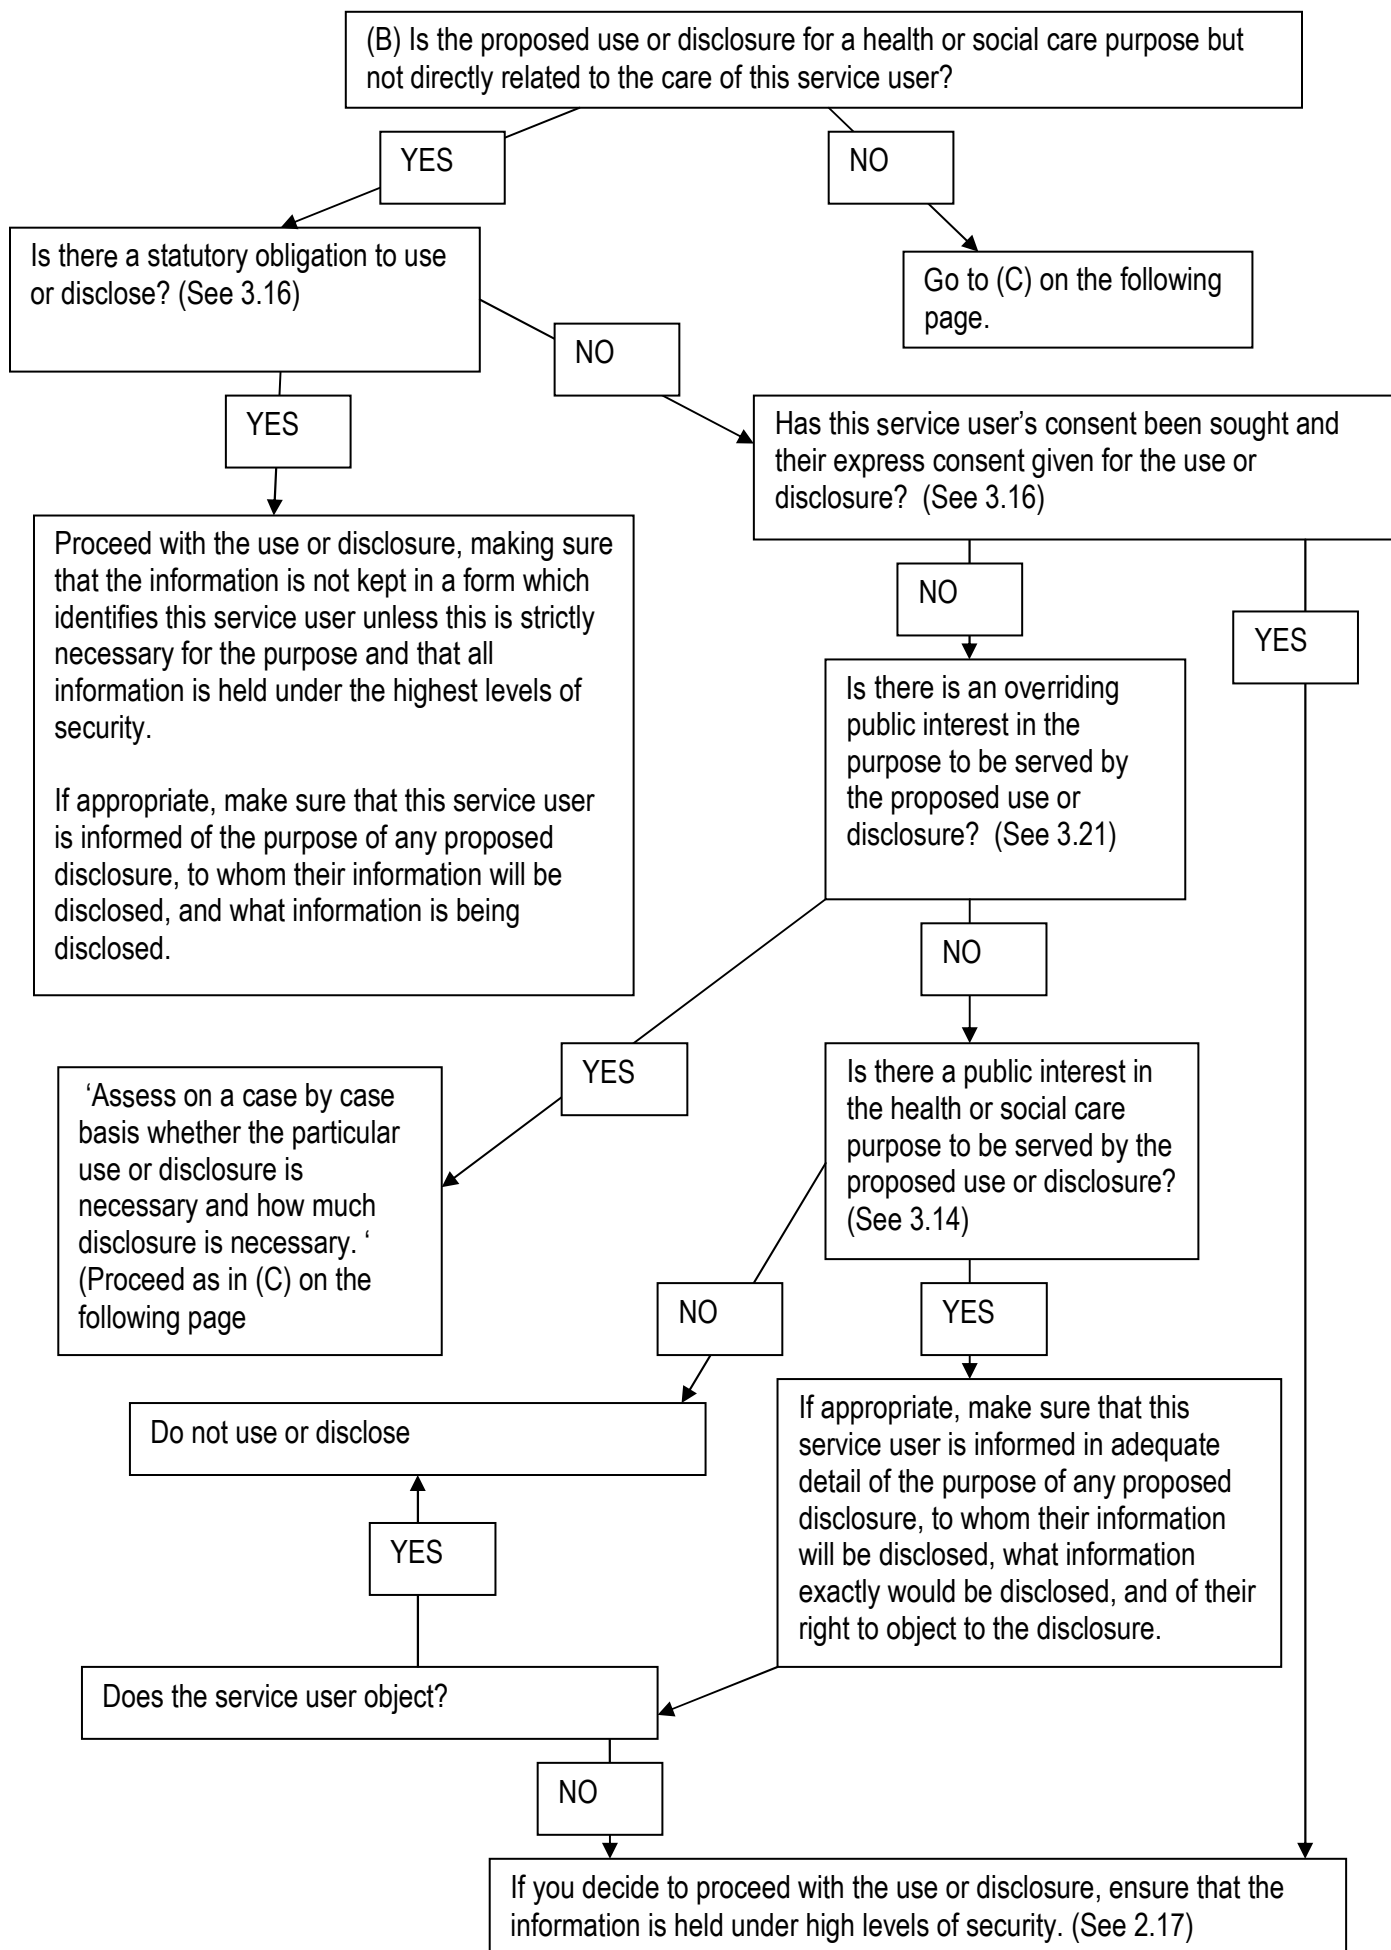 (B) Is the proposed use or disclosure for a health or social care purpose but
not directly related to the care of this service user?
YES
NO
Is there a statutory obligation to use
or disclose? (See 3.16)
Go to (C) on the following
page.
NO
YES
Has this service user’s consent been sought and
their express consent given for the use or
disclosure?  (See 3.16)
Proceed with the use or disclosure, making sure
that the information is not kept in a form which
identifies this service user unless this is strictly
necessary for the purpose and that all
information is held under the highest levels of
security.
If appropriate, make sure that this service user
is informed of the purpose of any proposed
disclosure, to whom their information will be
disclosed, and what information is being
disclosed.
NO
YES
Is there is an overriding
public interest in the
purpose to be served by
the proposed use or
disclosure?  (See 3.21)
NO
YES
‘Assess on a case by case
basis whether the particular
use or disclosure is
necessary and how much
disclosure is necessary. ‘
(Proceed as in (C) on the
following page
Is there a public interest in
the health or social care
purpose to be served by the
proposed use or disclosure?
(See 3.14)
NO
YES
Do not use or disclose
If appropriate, make sure that this
service user is informed in adequate
detail of the purpose of any proposed
disclosure, to whom their information
will be disclosed, what information
exactly would be disclosed, and of their
right to object to the disclosure.
YES
Does the service user object?
NO
If you decide to proceed with the use or disclosure, ensure that the
information is held under high levels of security. (See 2.17)